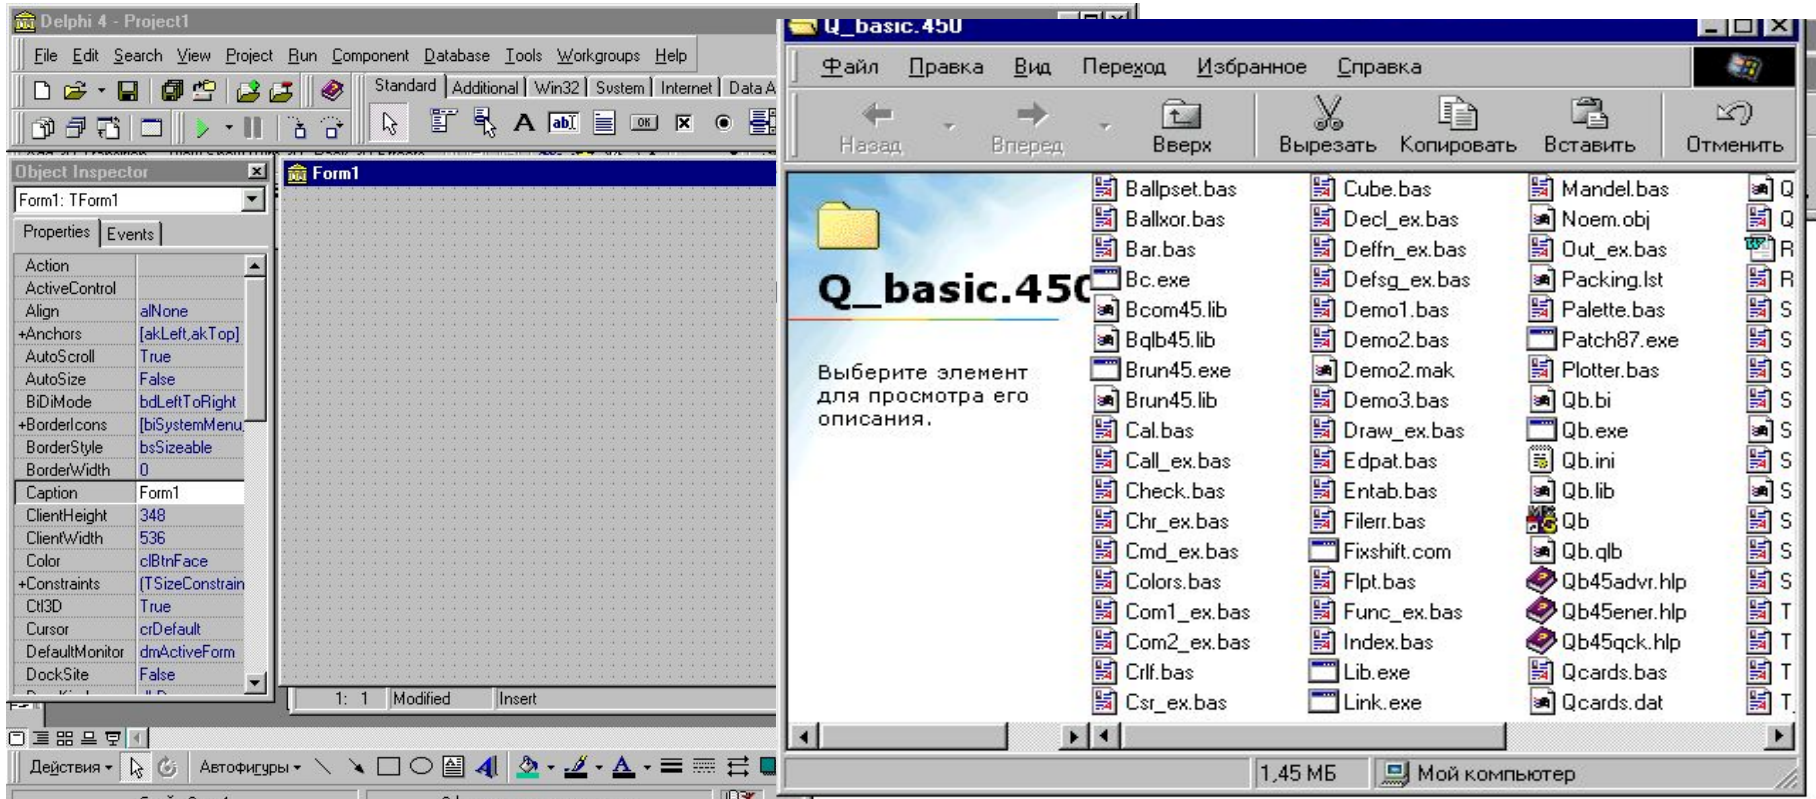 Delphi 4 - Project1
File Edit Search View Project Run Component Database Tools Workgroups Help
Standard Additional Win32 System Internet Data A
OK
Object Inspector
Form1: TForm1
Properties Events
Action
ActiveControl
Align alNone
+Anchors [akLeft,akTop]
AutoScroll True
AutoSize False
BiDiMode bdLeftToRight
+BorderIcons [biSystemMenu,
BorderStyle bsSizeable
BorderWidth 0
Caption Form1
ClientHeight 348
ClientWidth 536
Color clBtnFace
+Constraints (TSizeConstrain
Ctl3D True
Cursor crDefault
DefaultMonitor dmActiveForm
DockSite False
Form1
1: 1 Modified Insert
Действия Автофигуры
Q_basic.450
Файл Правка Вид Переход Избранное Справка
Назад Вперед Вверх Вырезать Копировать Вставить Отменить
Q_basic.450
Выберите элемент
для просмотра его
описания.
Ballpset.bas
Ballxor.bas
Bar.bas
Bc.exe
Bcom45.lib
Bqlb45.lib
Brun45.exe
Brun45.lib
Cal.bas
Call_ex.bas
Check.bas
Chr_ex.bas
Cmd_ex.bas
Colors.bas
Com1_ex.bas
Com2_ex.bas
Crlf.bas
Csr_ex.bas
Cube.bas
Decl_ex.bas
Deffn_ex.bas
Defsg_ex.bas
Demo1.bas
Demo2.bas
Demo2.mak
Demo3.bas
Draw_ex.bas
Edpat.bas
Entab.bas
Filerr.bas
Fixshift.com
Flpt.bas
Func_ex.bas
Index.bas
Lib.exe
Link.exe
Mandel.bas
Noem.obj
Out_ex.bas
Packing.lst
Palette.bas
Patch87.exe
Plotter.bas
Qb.bi
Qb.exe
Qb.ini
Qb.lib
Qb
Qb.qlb
Qb45advr.hlp
Qb45ener.hlp
Qb45qck.hlp
Qcards.bas
Qcards.dat
1,45 МБ Мой компьютер